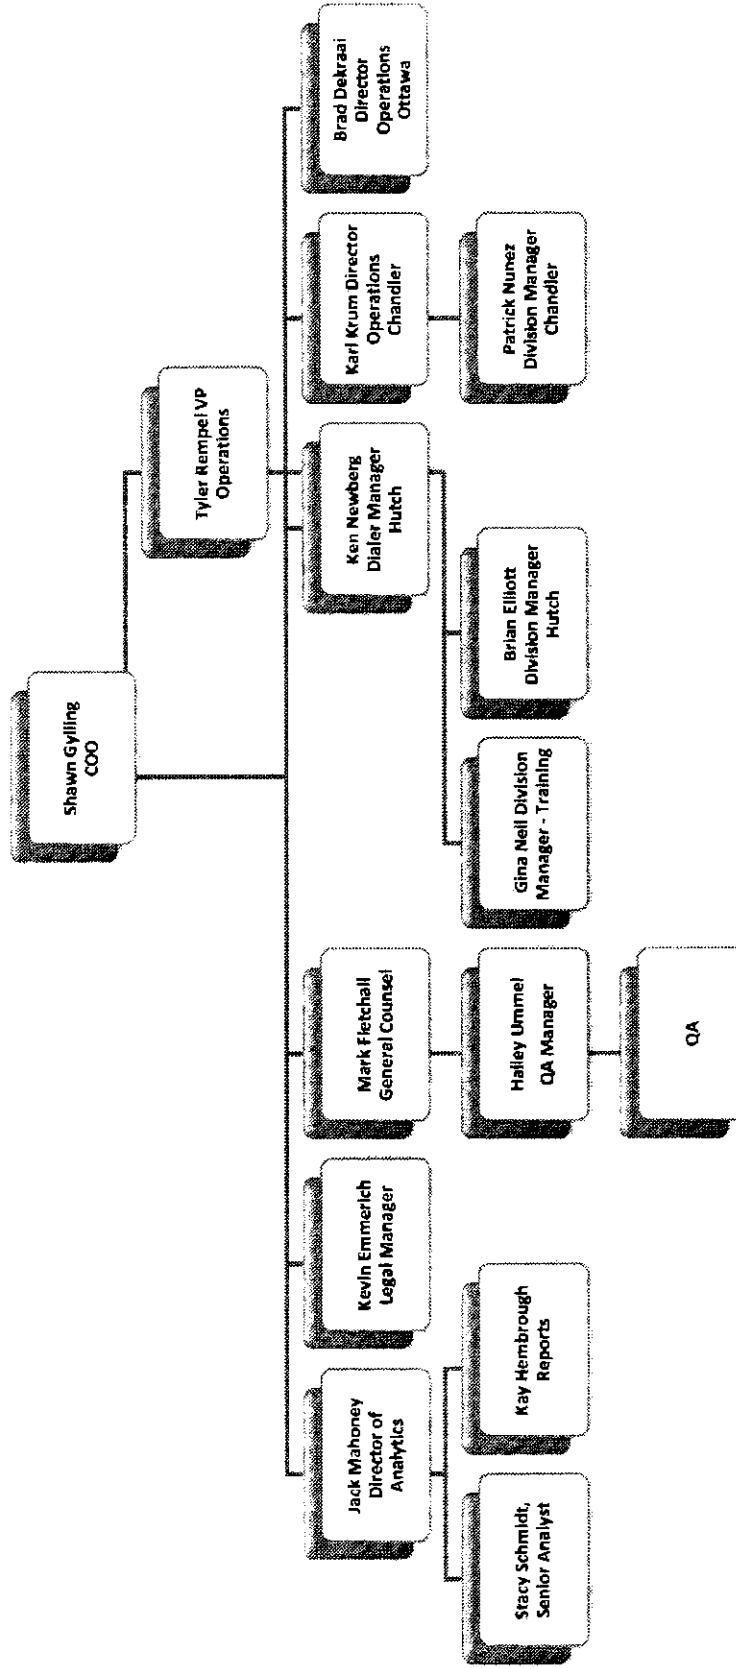 Shawn Gylling
COO
Tyler Rempel VP
Operations
Jack Mahoney
Director of
Analytics
Kevin Emmerich
Legal Manager
Mark Fletchall
General Counsel
Ken Newberg
Dialer Manager
Hutch
Karl Krum Director
Operations
Chandler
Brad Dekraai
Director
Operations
Ottawa
Stacy Schmidt,
Senior Analyst
Kay Hembrough
Reports
Hailey Ummel
QA Manager
Gina Neil Division
Manager - Training
Brian Elliott
Division Manager
Hutch
Patrick Nunez
Division Manager
Chandler
QA